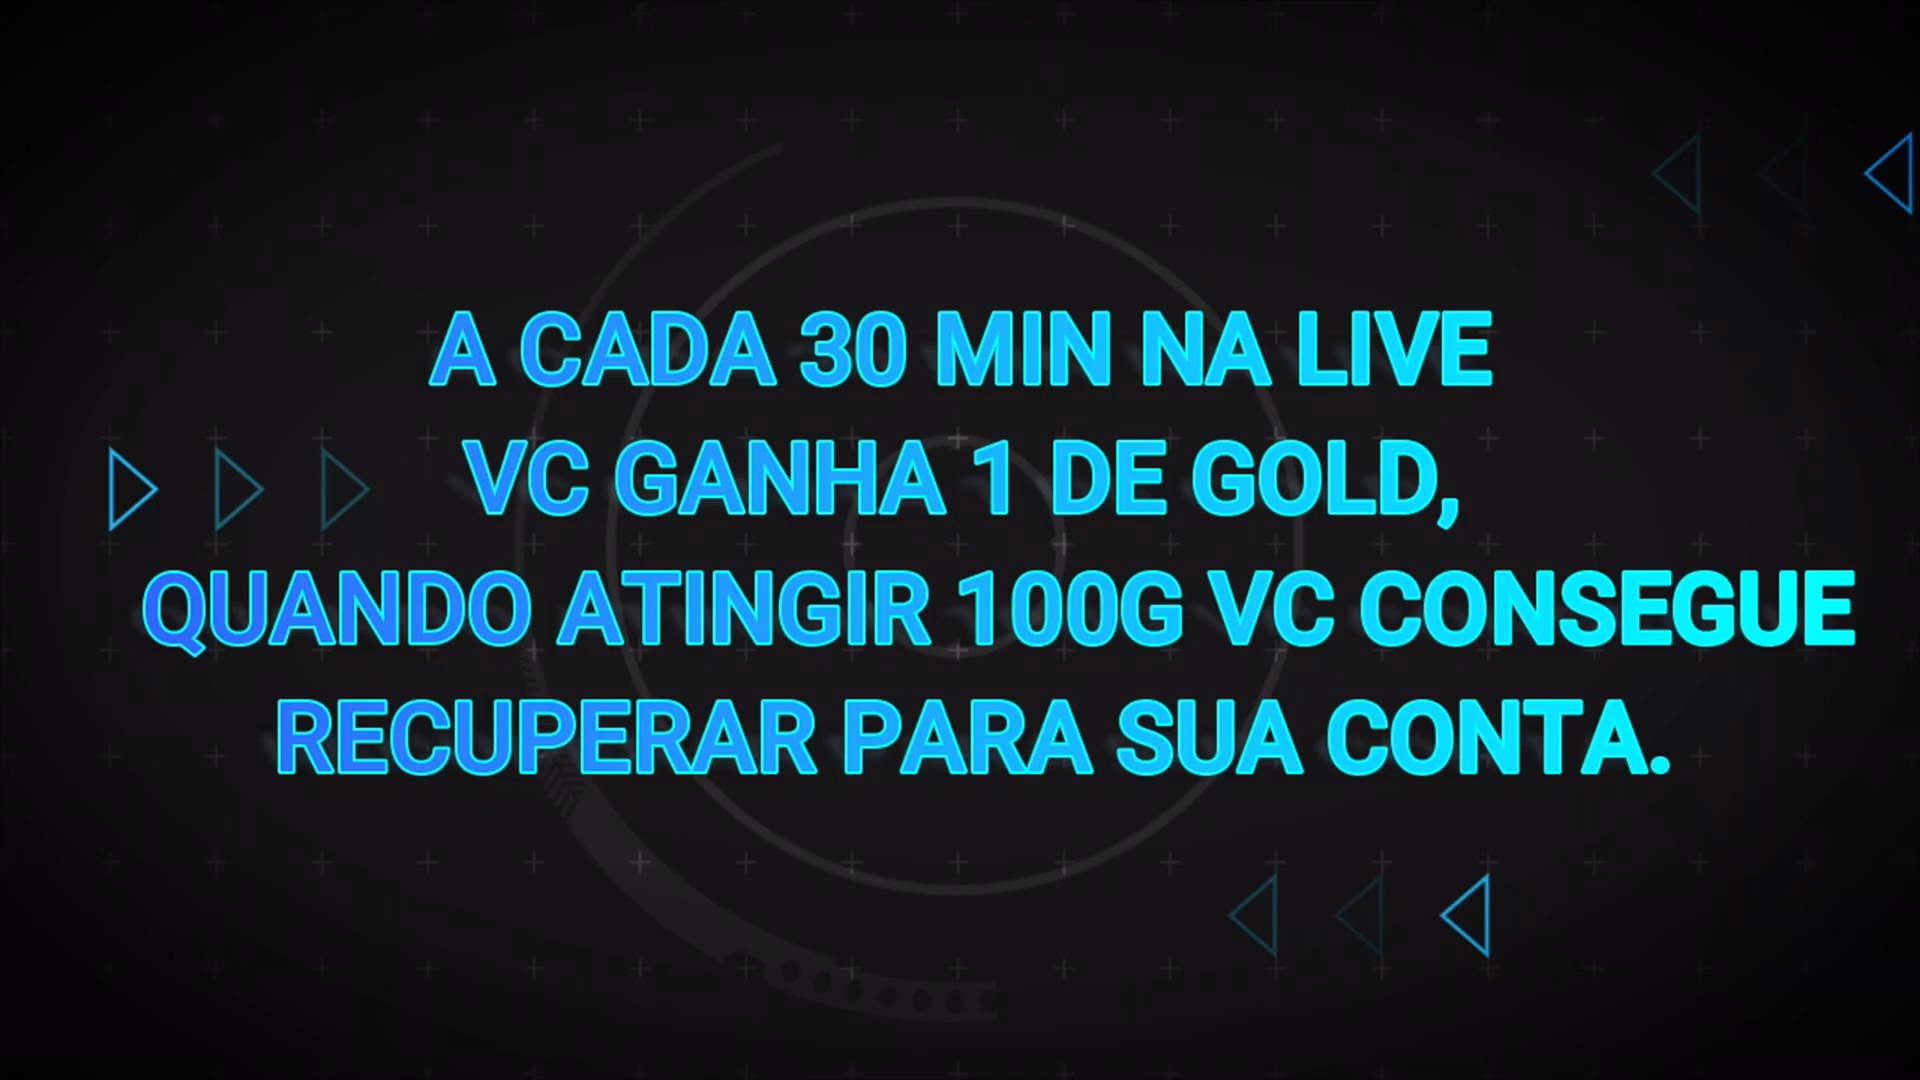 A CADA 30 MIN NA LIVE
VC GANHA 1 DE GOLD,
QUANDO ATINGIR 100G VC CONSEGUE
RECUPERAR PARA SUA CONTA.